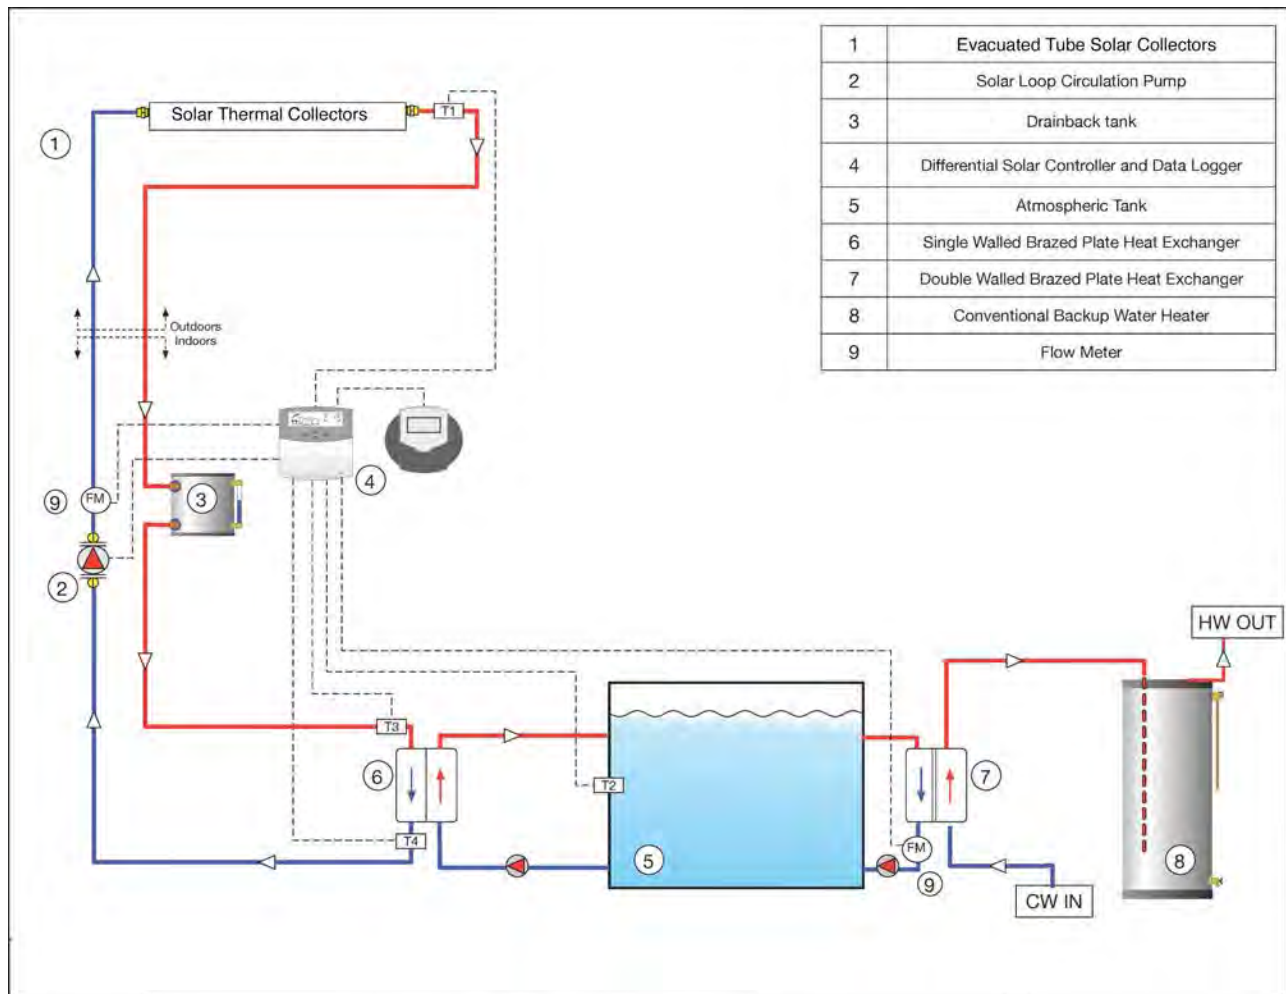 1 Evacuated Tube Solar Collectors
2 Solar Loop Circulation Pump
3 Drainback tank
4 Differential Solar Controller and Data Logger
5 Atmospheric Tank
6 Single Walled Brazed Plate Heat Exchanger
7 Double Walled Brazed Plate Heat Exchanger
8 Conventional Backup Water Heater
9 Flow Meter
Solar Thermal Collectors
T1
1
Outdoors
Indoors
4
9
FM
3
2
HW OUT
T3
6
T2
7
T4
5
FM
9
8
CW IN